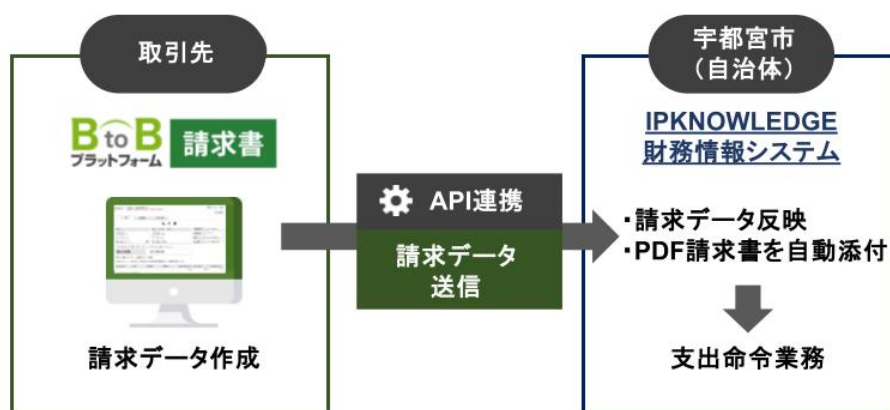 取引先
BtoB
プラットフォーム
請求書
請求データ作成
API連携
請求データ
送信
宇都宮市
（自治体）
IPKNOWLEDGE
財務情報システム
・請求データ反映
・PDF請求書を自動添付
支出命令業務